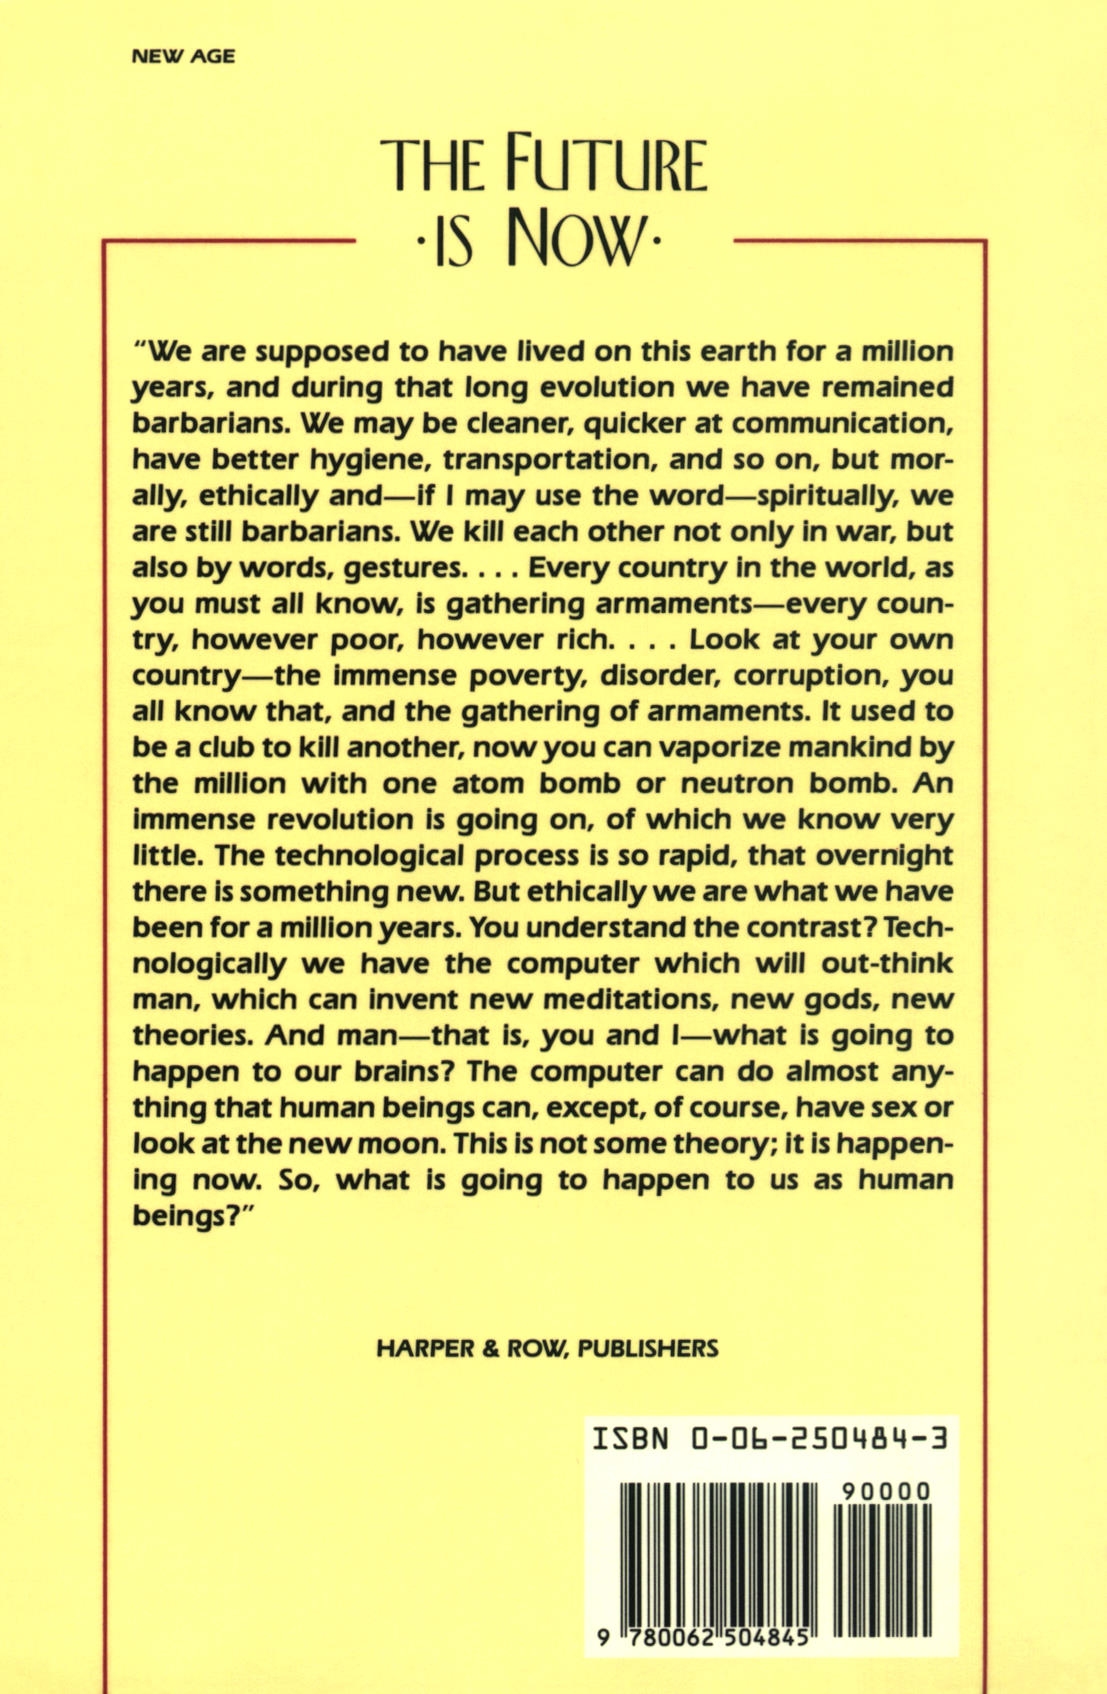 NEW AGE
THE FUTURE
·IS NOW·
“We are supposed to have lived on this earth for a million
years, and during that long evolution we have remained
barbarians. We may be cleaner, quicker at communication,
have better hygiene, transportation, and so on, but mor-
ally, ethically and—if I may use the word—spiritually, we
are still barbarians. We kill each other not only in war, but
also by words, gestures. . . . Every country in the world, as
you must all know, is gathering armaments—every coun-
try, however poor, however rich. . . . Look at your own
country—the immense poverty, disorder, corruption, you
all know that, and the gathering of armaments. It used to
be a club to kill another, now you can vaporize mankind by
the million with one atom bomb or neutron bomb. An
immense revolution is going on, of which we know very
little. The technological process is so rapid, that overnight
there is something new. But ethically we are what we have
been for a million years. You understand the contrast? Tech-
nologically we have the computer which will out-think
man, which can invent new meditations, new gods, new
theories. And man—that is, you and I—what is going to
happen to our brains? The computer can do almost any-
thing that human beings can, except, of course, have sex or
look at the new moon. This is not some theory; it is happen-
ing now. So, what is going to happen to us as human
beings?”
HARPER & ROW, PUBLISHERS
ISBN 0-06-250484-3
90000
9 780062 504845